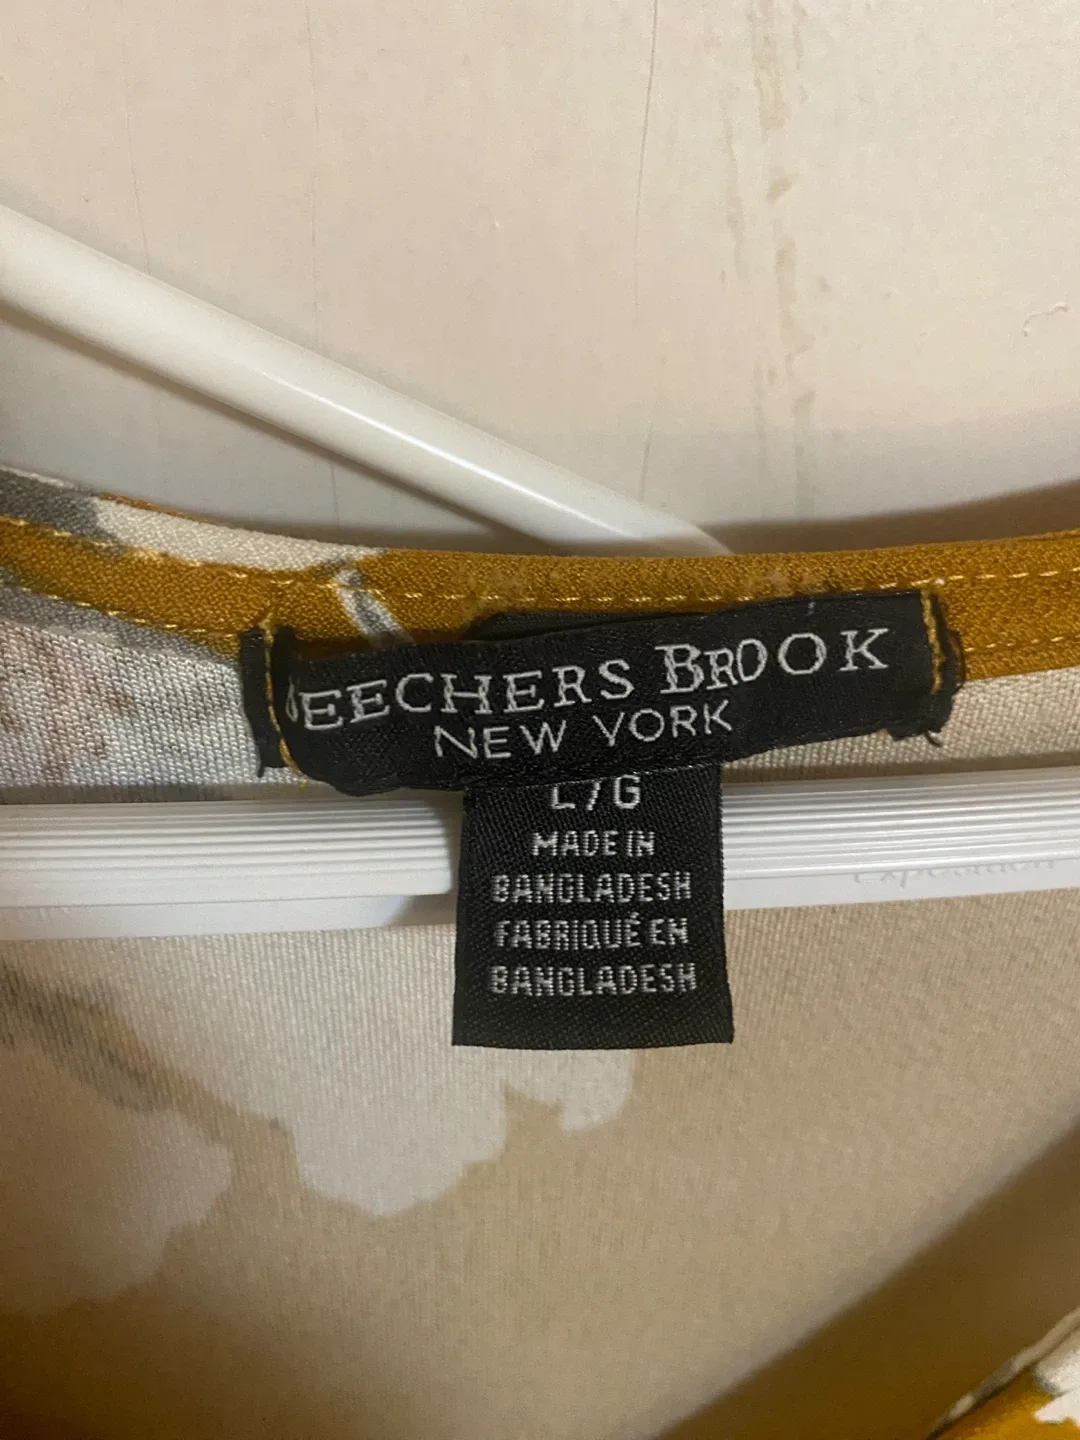 BEECHERS BROOK
NEW YORK
L/G
MADE IN
BANGLADESH
FABRIQUÉ EN
BANGLADESH